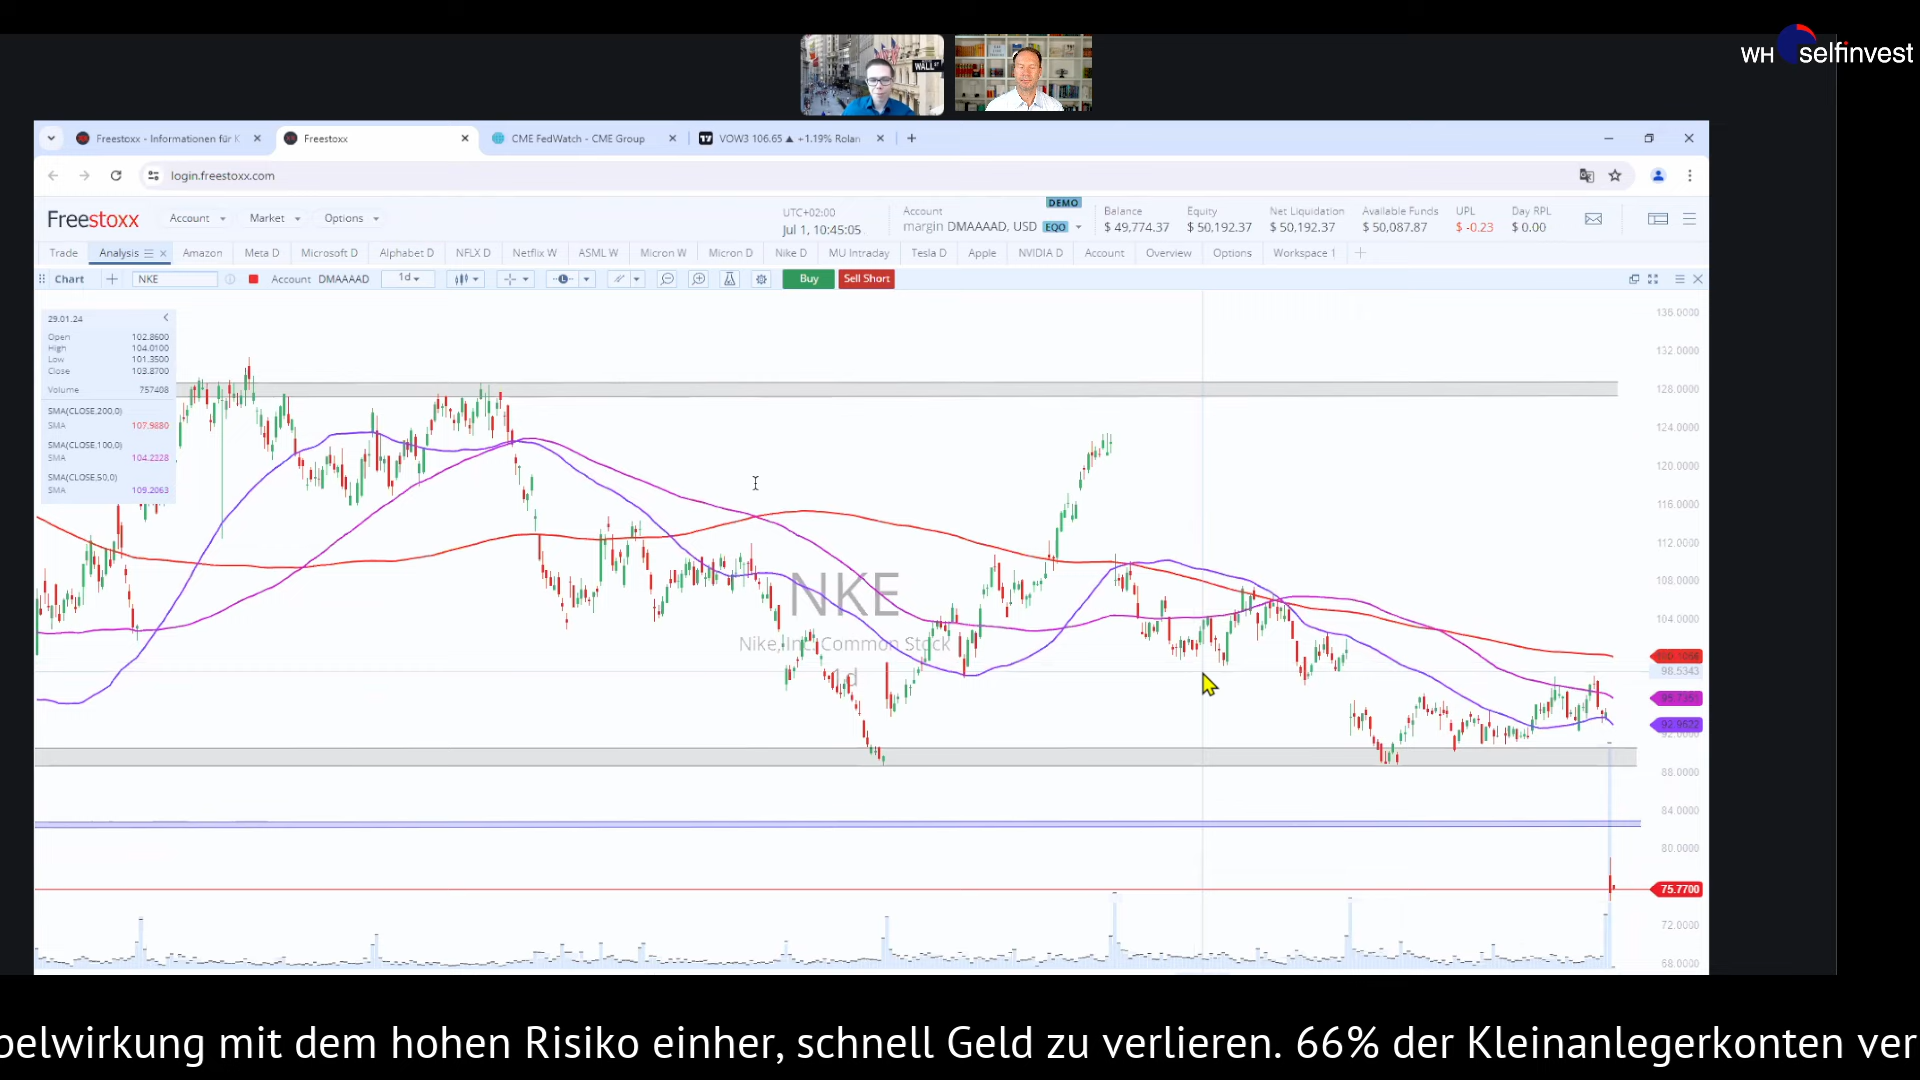 WALL ST
WH selfinvest
Freestoxx - Informationen für K
Freestoxx
CME FedWatch - CME Group
VOW3 106.65 ▲ +1.19% Rolan
login.freestoxx.com
Freestoxx
Account
Market
Options
UTC+02:00
Jul 1, 10:45:05
Account
DEMO
margin DMAAAAD, USD EQO
Balance
$ 49,774.37
Equity
$ 50,192.37
Net Liquidation
$ 50,192.37
Available Funds
$ 50,087.87
UPL
$ -0.23
Day RPL
$ 0.00
Trade
Analysis
Amazon
Meta D
Microsoft D
Alphabet D
NFLX D
Netflix W
ASML W
Micron W
Micron D
Nike D
MU Intraday
Tesla D
Apple
NVIDIA D
Account
Overview
Options
Workspace 1
Chart
NKE
Account DMAAAAD
1d
Buy
Sell Short
29.01.24
Open 102.8600
High 104.0100
Low 101.3500
Close 103.8700
Volume 757408
SMA(CLOSE,200,0)
SMA 107.9880
SMA(CLOSE,100,0)
SMA 104.2228
SMA(CLOSE,50,0)
SMA 109.2063
NKE
Nike, Inc. Common Stock
1d
136.0000
132.0000
128.0000
124.0000
120.0000
116.0000
112.0000
108.0000
104.0000
98.5343
92.0000
88.0000
84.0000
80.0000
75.7700
72.0000
68.0000
belwirkung mit dem hohen Risiko einher, schnell Geld zu verlieren. 66% der Kleinanlegerkonten ver